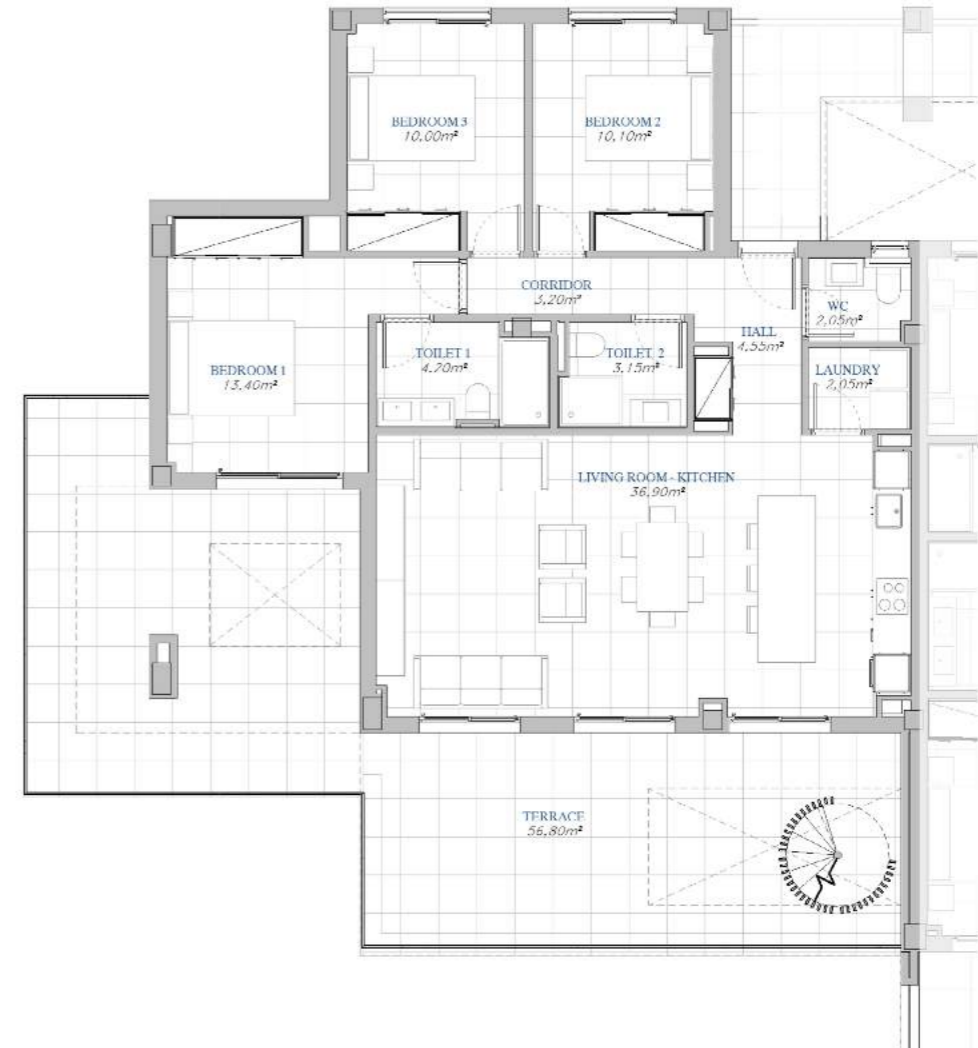 BEDROOM 3
10,00m²
BEDROOM 2
10,10m²
CORRIDOR
3,20m²
WC
2,05m²
HALL
4,55m²
BEDROOM 1
13,40m²
TOILET 1
4,20m²
TOILET 2
3,15m²
LAUNDRY
2,05m²
LIVING ROOM - KITCHEN
36,90m²
TERRACE
56,80m²